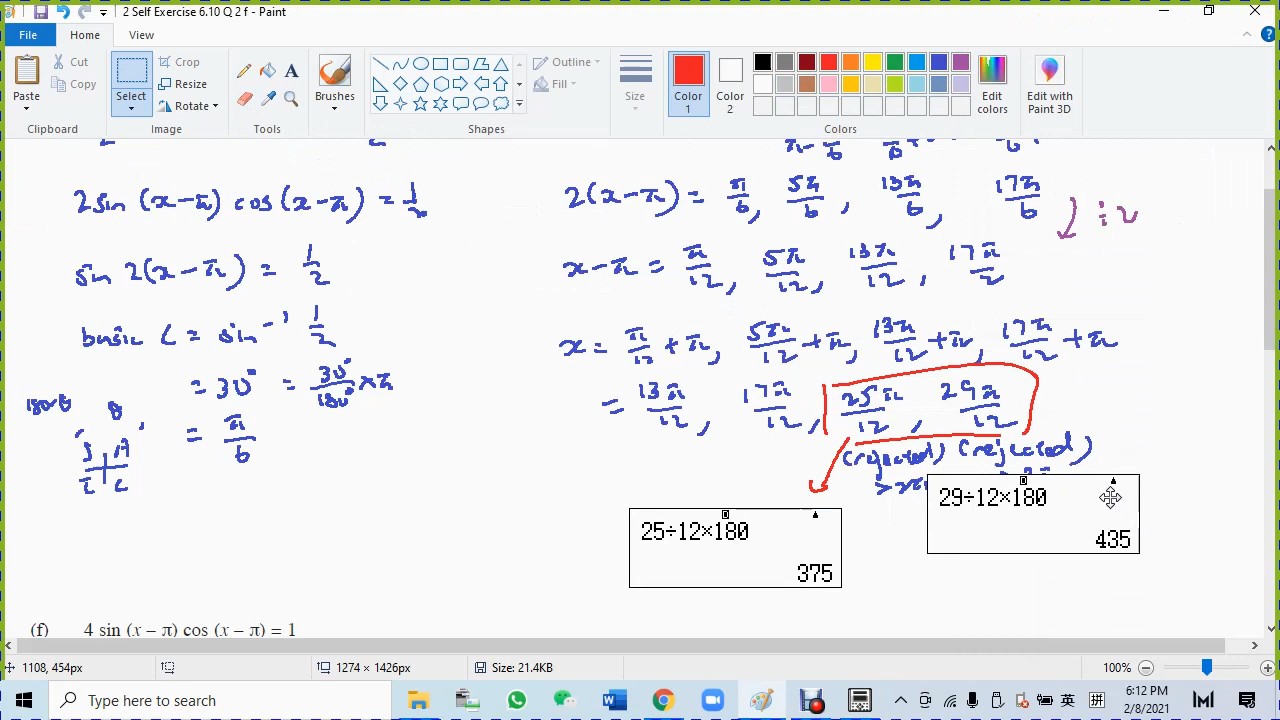 2 Self Exercise 6.10 Q 2 f - Paint
File Home View
Paste
Cut
Copy
Clipboard
Select
Crop
Resize
Rotate
Image
Tools
Brushes
Shapes
Outline
Fill
Size
Color 1
Color 2
Colors
Edit colors
Edit with Paint 3D
2 sin (x-π) cos (x-π) = 1/2
sin 2(x-π) = 1/2
basic ∠ = sin⁻¹ 1/2
= 30° = 30°/180° × π
= π/6
180-θ θ
S A
T C
2(x-π) = π/6, 5π/6, 13π/6, 17π/6
÷2
x-π = π/12, 5π/12, 13π/12, 17π/2
x = π/12 + π, 5π/12 + π, 13π/12 + π, 17π/12 + π
= 13π/12, 17π/12, 25π/12, 29π/12
(rejected) (rejected)
25÷12×180
375
29÷12×180
435
(f) 4 sin (x – π) cos (x – π) = 1
1108, 454px
1274 × 1426px
Size: 21.4KB
100%
Type here to search
英
拼
6:12 PM
2/8/2021